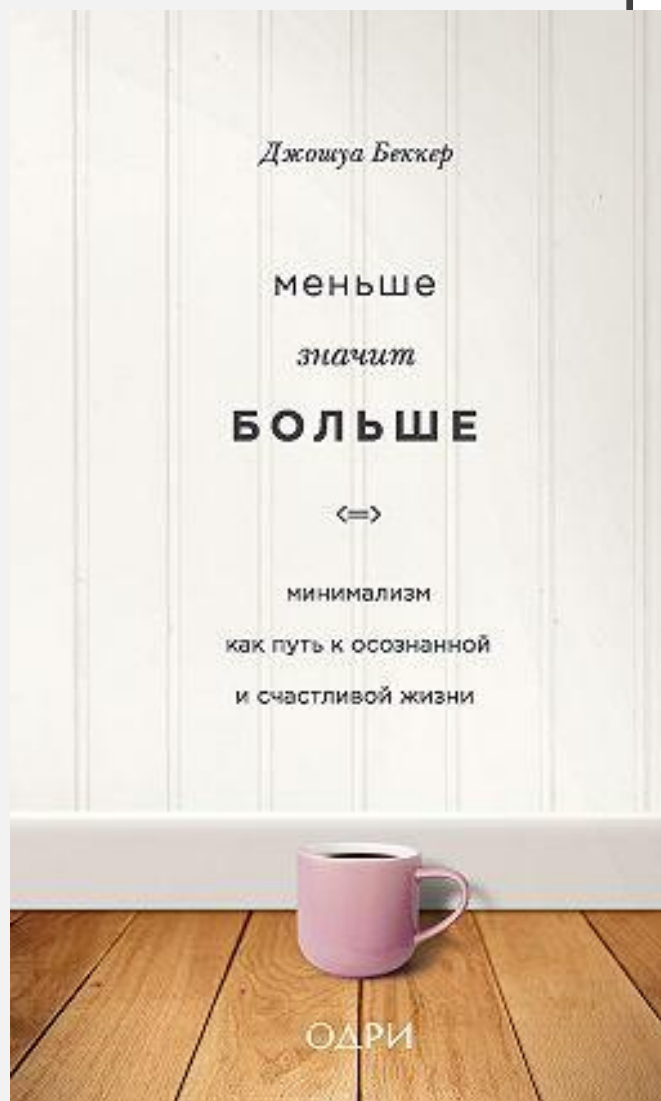 Джошуа Беккер
меньше
значит
БОЛЬШЕ
<=>
минимализм
как путь к осознанной
и счастливой жизни
ОДРИ